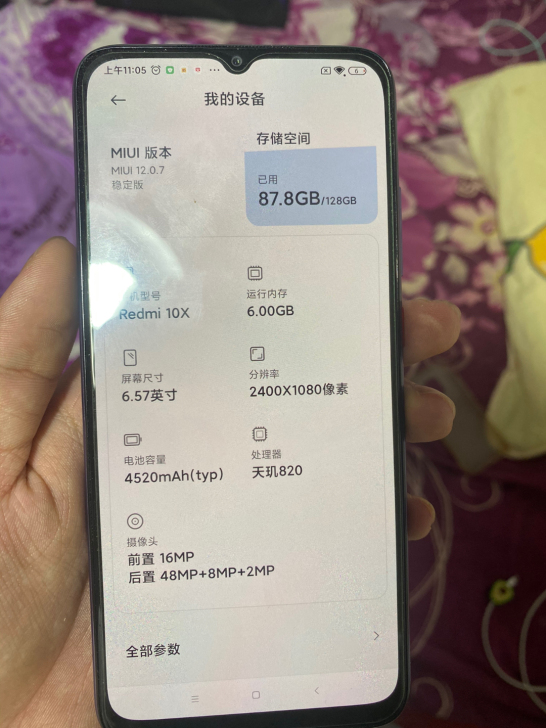 上午11:05 ...
6
我的设备
MIUI 版本
MIUI 12.0.7
稳定版
存储空间
已用
87.8GB/128GB
机型号
Redmi 10X
运行内存
6.00GB
屏幕尺寸
6.57英寸
分辨率
2400X1080像素
电池容量
4520mAh(typ)
处理器
天玑820
摄像头
前置 16MP
后置 48MP+8MP+2MP
全部参数